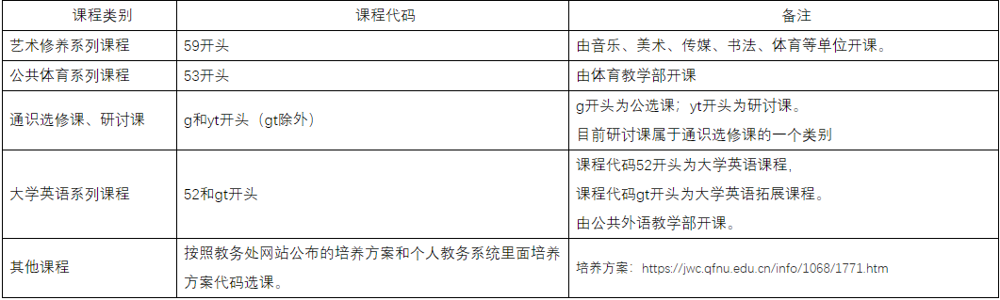 课程类别 课程代码 备注
艺术修养系列课程 59开头 由音乐、美术、传媒、书法、体育等单位开课。
公共体育系列课程 53开头 由体育教学部开课
通识选修课、研讨课 g和yt开头（gt除外） g开头为公选课；yt开头为研讨课。
目前研讨课属于通识选修课的一个类别
大学英语系列课程 52和gt开头 课程代码52开头为大学英语课程，
课程代码gt开头为大学英语拓展课程。
由公共外语教学部开课。
其他课程 按照教务处网站公布的培养方案和个人教务系统里面培养
方案代码选课。 培养方案：https://jwc.qfnu.edu.cn/info/1068/1771.htm